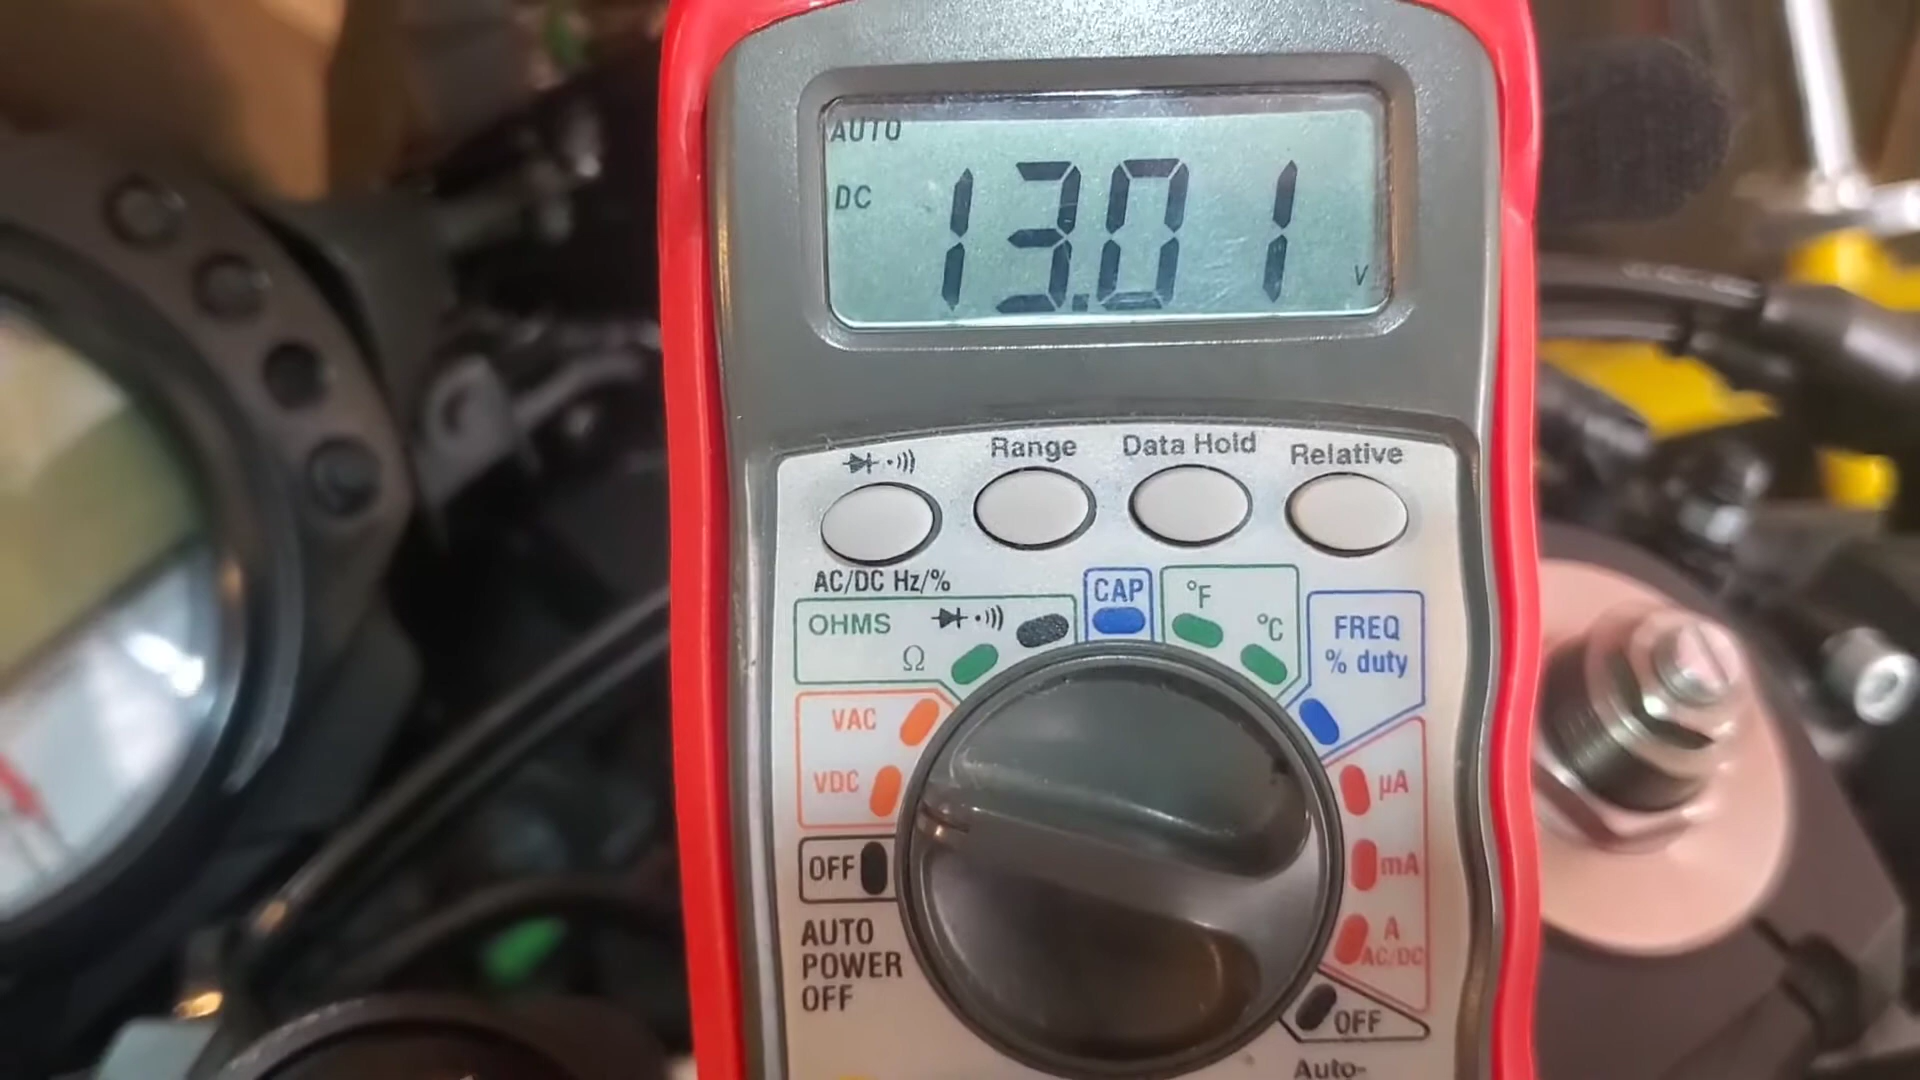 AUTO
DC 13.01 V
Range Data Hold Relative
AC/DC Hz/%
OHMS
Ω
CAP
°F
°C
FREQ
% duty
VAC
VDC
OFF
AUTO
POWER
OFF
µA
mA
A
AC/DC
OFF
Auto-